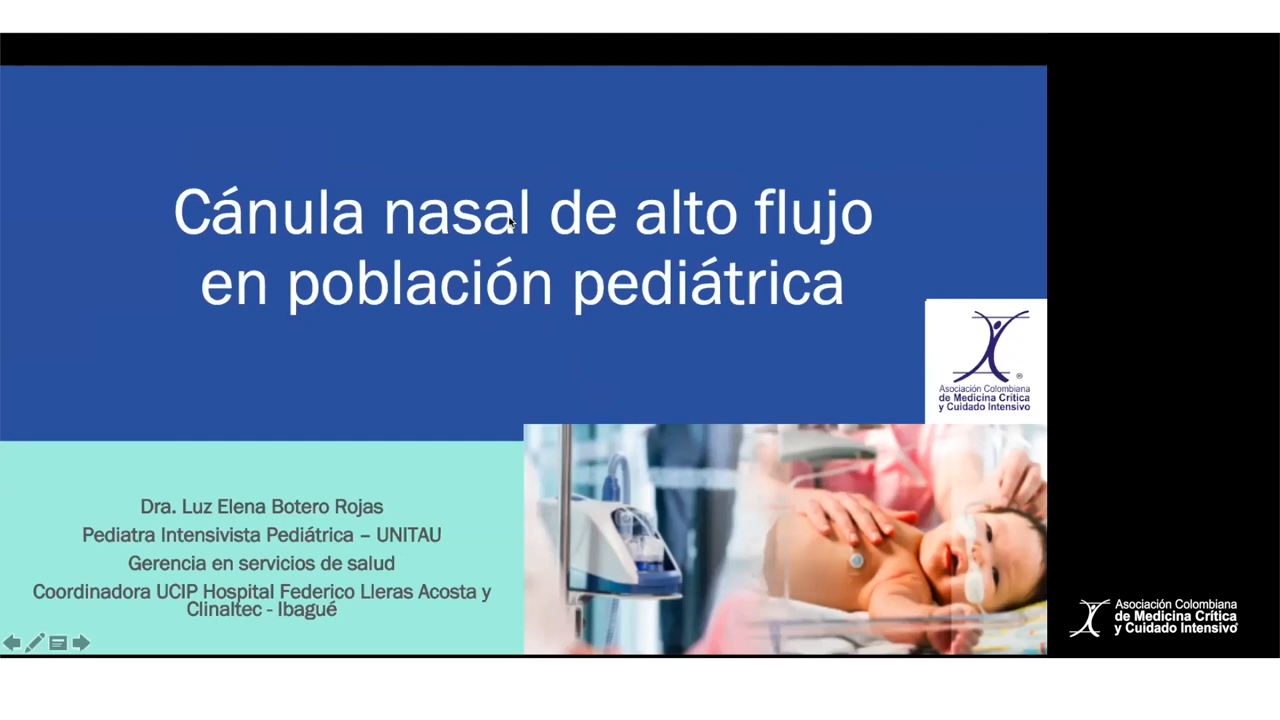 Cánula nasal de alto flujo
en población pediátrica
®
Asociación Colombiana
de Medicina Crítica
y Cuidado Intensivo
Dra. Luz Elena Botero Rojas
Pediatra Intensivista Pediátrica – UNITAU
Gerencia en servicios de salud
Coordinadora UCIP Hospital Federico Lleras Acosta y
Clinaltec - Ibagué
Asociación Colombiana
de Medicina Crítica
y Cuidado Intensivo